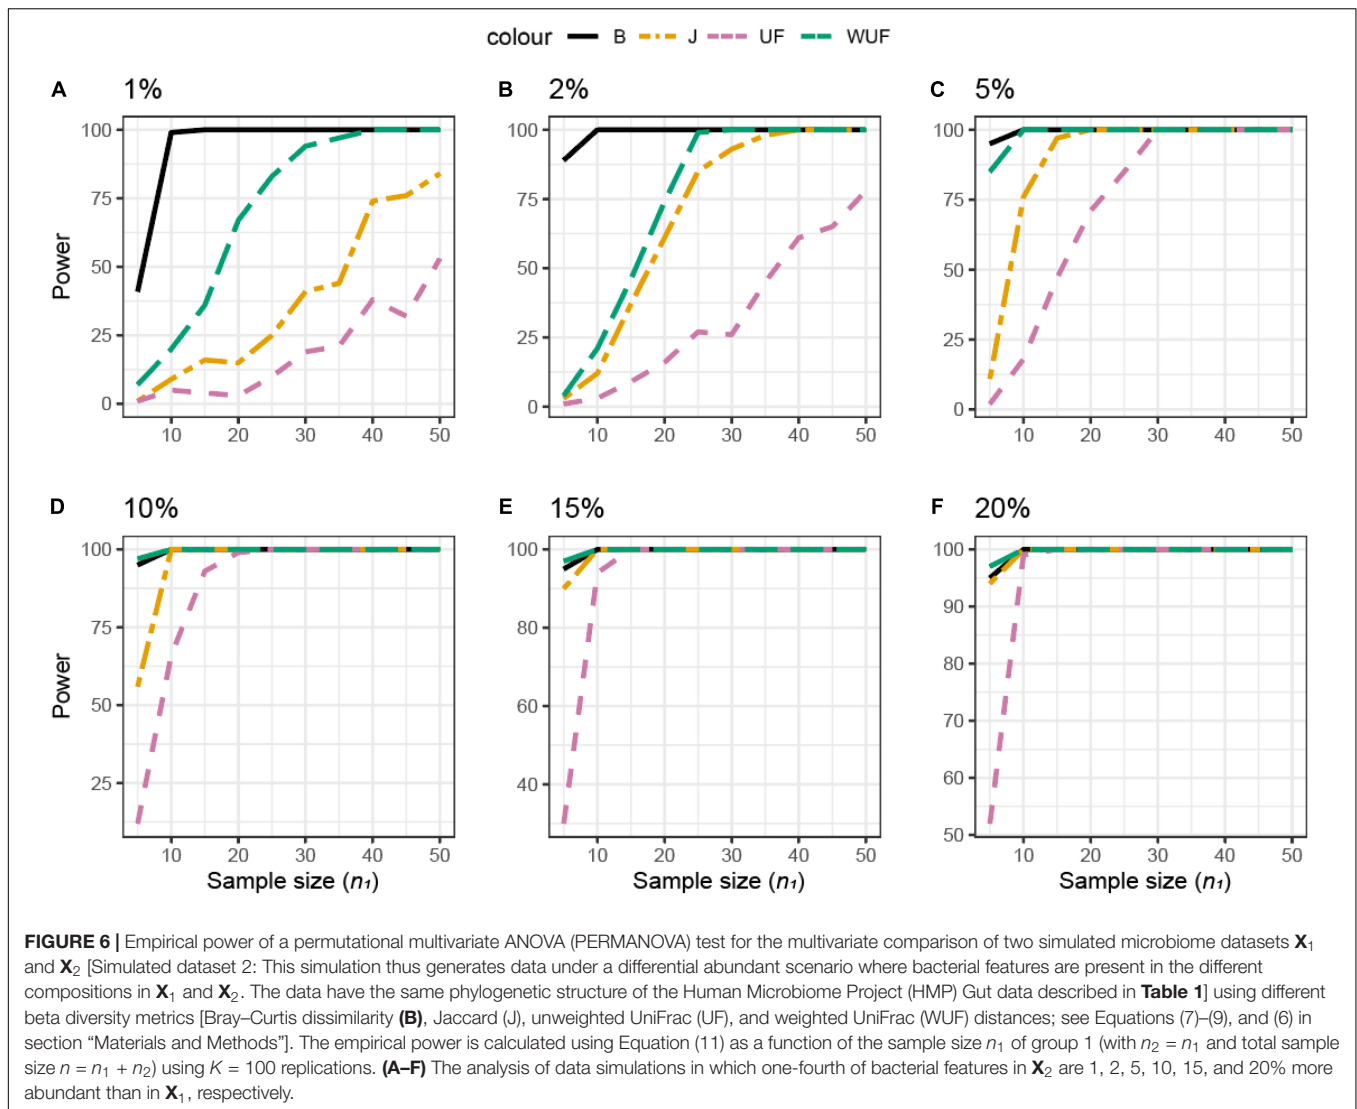 colour B J UF WUF
A 1%
B 2%
C 5%
100
75
50
25
0
Power
10 20 30 40 50
100
75
50
25
0
10 20 30 40 50
100
75
50
25
0
10 20 30 40 50
D 10%
E 15%
F 20%
100
75
50
25
Power
10 20 30 40 50
Sample size (n₁)
100
80
60
40
10 20 30 40 50
Sample size (n₁)
100
90
80
70
60
50
10 20 30 40 50
Sample size (n₁)
FIGURE 6 | Empirical power of a permutational multivariate ANOVA (PERMANOVA) test for the multivariate comparison of two simulated microbiome datasets X₁
and X₂ [Simulated dataset 2: This simulation thus generates data under a differential abundant scenario where bacterial features are present in the different
compositions in X₁ and X₂. The data have the same phylogenetic structure of the Human Microbiome Project (HMP) Gut data described in Table 1] using different
beta diversity metrics [Bray–Curtis dissimilarity (B), Jaccard (J), unweighted UniFrac (UF), and weighted UniFrac (WUF) distances; see Equations (7)–(9), and (6) in
section “Materials and Methods”]. The empirical power is calculated using Equation (11) as a function of the sample size n₁ of group 1 (with n₂ = n₁ and total sample
size n = n₁ + n₂) using K = 100 replications. (A–F) The analysis of data simulations in which one-fourth of bacterial features in X₂ are 1, 2, 5, 10, 15, and 20% more
abundant than in X₁, respectively.